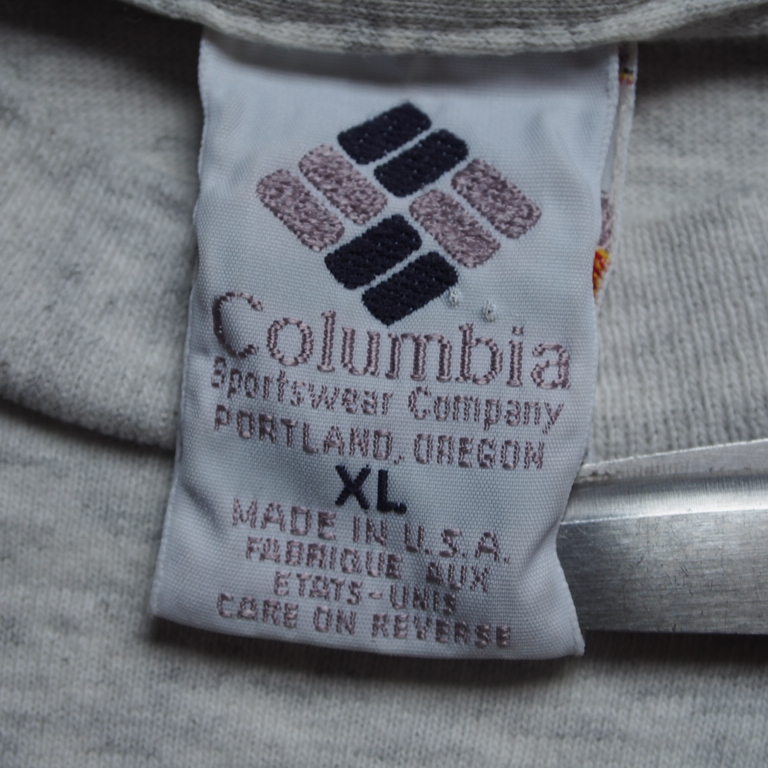 Columbia
Sportswear Company
PORTLAND, OREGON
XL
MADE IN U.S.A.
FABRIQUE AUX
ETATS-UNIS
CARE ON REVERSE